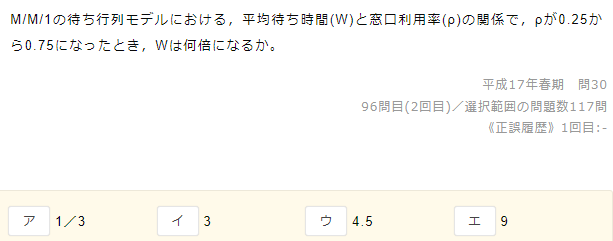 M/M/1の待ち行列モデルにおける，平均待ち時間(W)と窓口利用率(ρ)の関係で，ρが0.25か
ら0.75になったとき，Wは何倍になるか。
平成17年春期　問30
96問目(2回目)／選択範囲の問題数117問
《正誤履歴》1回目:-
ア 1／3 イ 3 ウ 4.5 エ 9